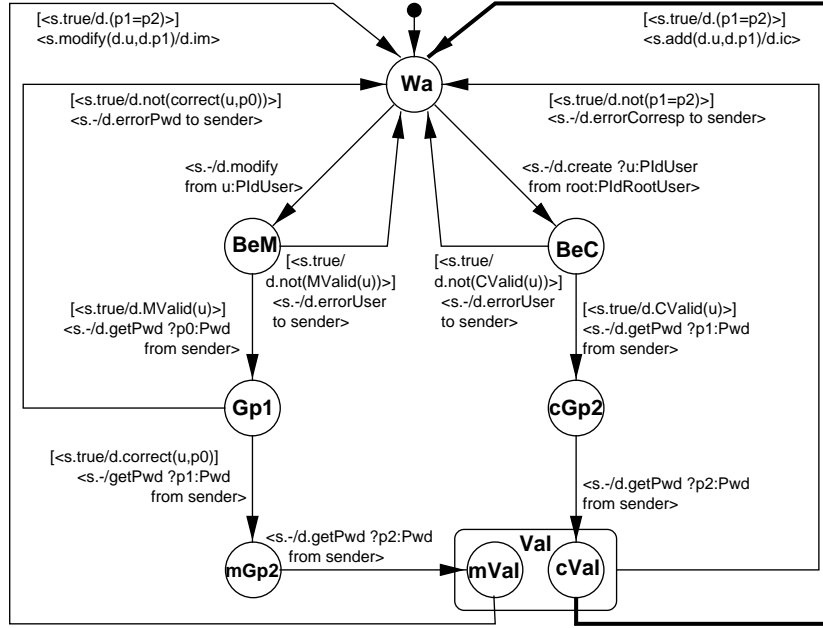 [<s.true/d.(p1=p2)>]
<s.modify(d.u,d.p1)/d.im>
[<s.true/d.(p1=p2)>]
<s.add(d.u,d.p1)/d.ic>
Wa
[<s.true/d.not(correct(u,p0))>]
<s.-/d.errorPwd to sender>
[<s.true/d.not(p1=p2)>]
<s.-/d.errorCorresp to sender>
<s.-/d.modify
from u:PIdUser>
<s.-/d.create ?u:PIdUser
from root:PIdRootUser>
BeM
BeC
[<s.true/
d.not(MValid(u))>]
<s.-/d.errorUser
to sender>
[<s.true/
d.not(CValid(u))>]
<s.-/d.errorUser
to sender>
[<s.true/d.MValid(u)>]
<s.-/d.getPwd ?p0:Pwd
from sender>
[<s.true/d.CValid(u)>]
<s.-/d.getPwd ?p1:Pwd
from sender>
Gp1
cGp2
[<s.true/d.correct(u,p0)]
<s.-/getPwd ?p1:Pwd
from sender>
<s.-/d.getPwd ?p2:Pwd
from sender>
<s.-/d.getPwd ?p2:Pwd
from sender>
Val
mGp2
mVal
cVal